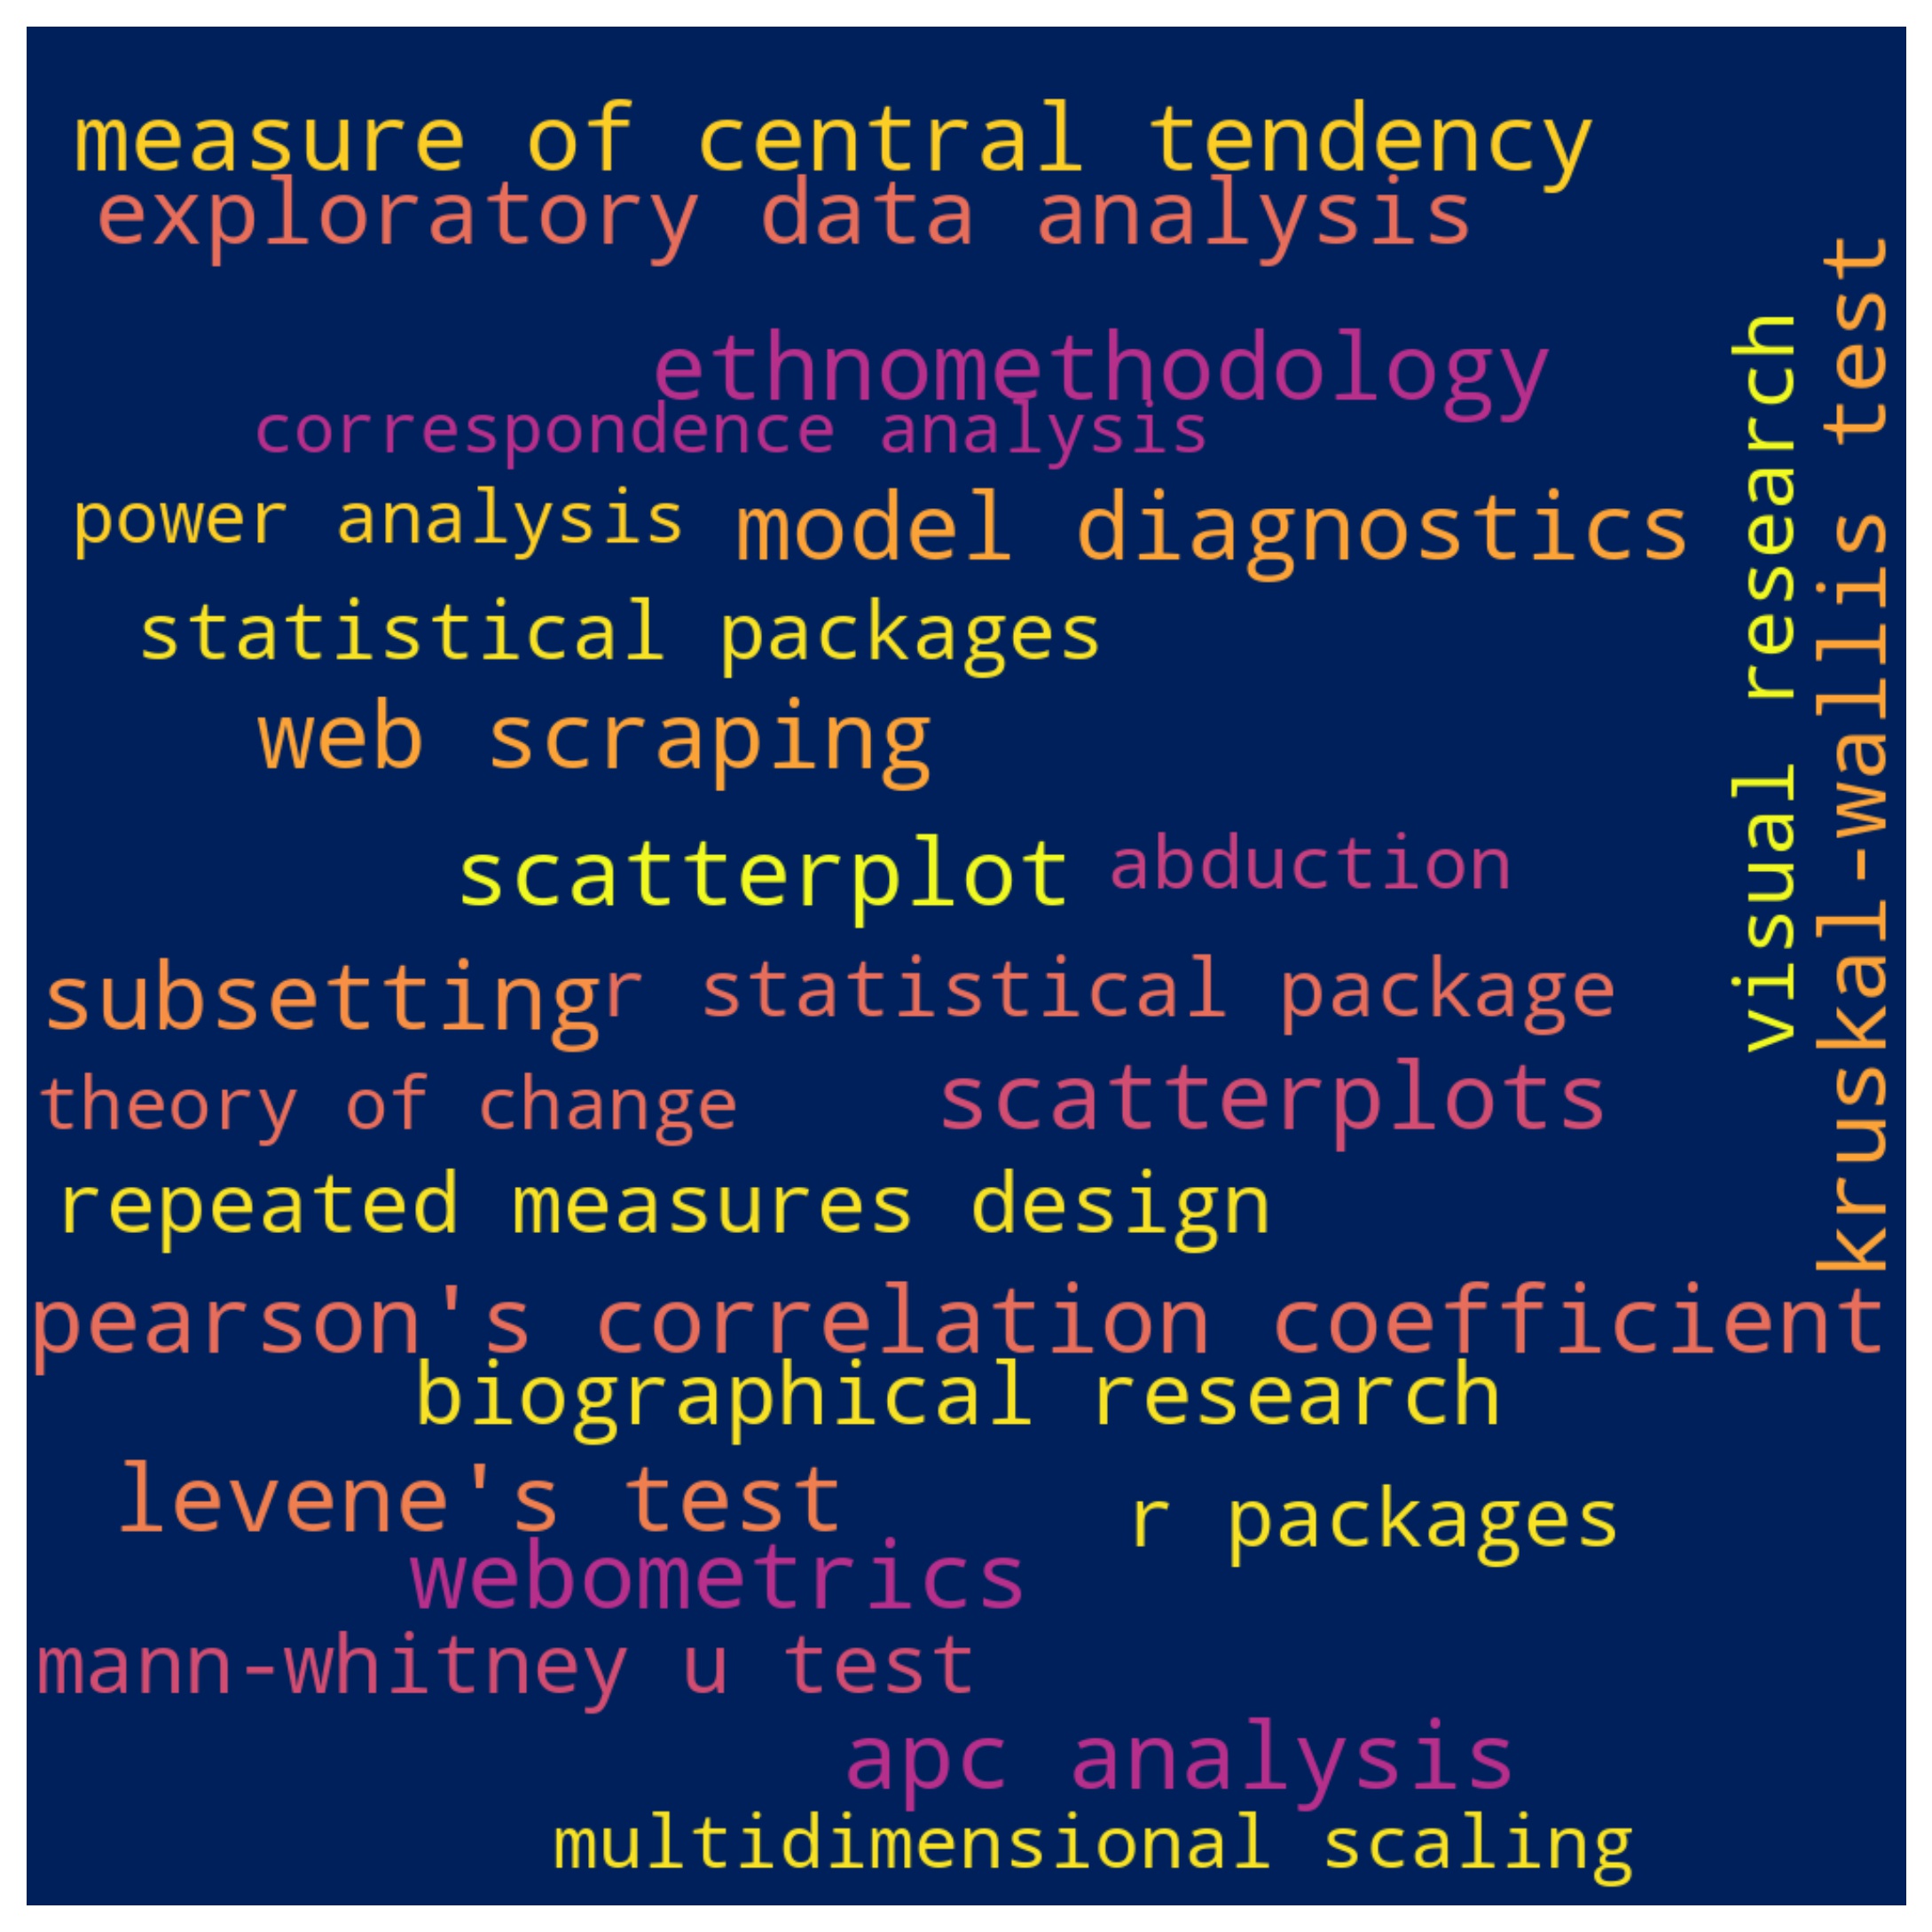 measure of central tendency
exploratory data analysis
ethnomethodology
correspondence analysis
power analysis
model diagnostics
statistical packages
web scraping
scatterplot
abduction
subsetting
r statistical package
theory of change
scatterplots
repeated measures design
pearson's correlation coefficient
biographical research
levene's test
r packages
webometrics
mann-whitney u test
apc analysis
multidimensional scaling
visual research
kruskal-wallis test